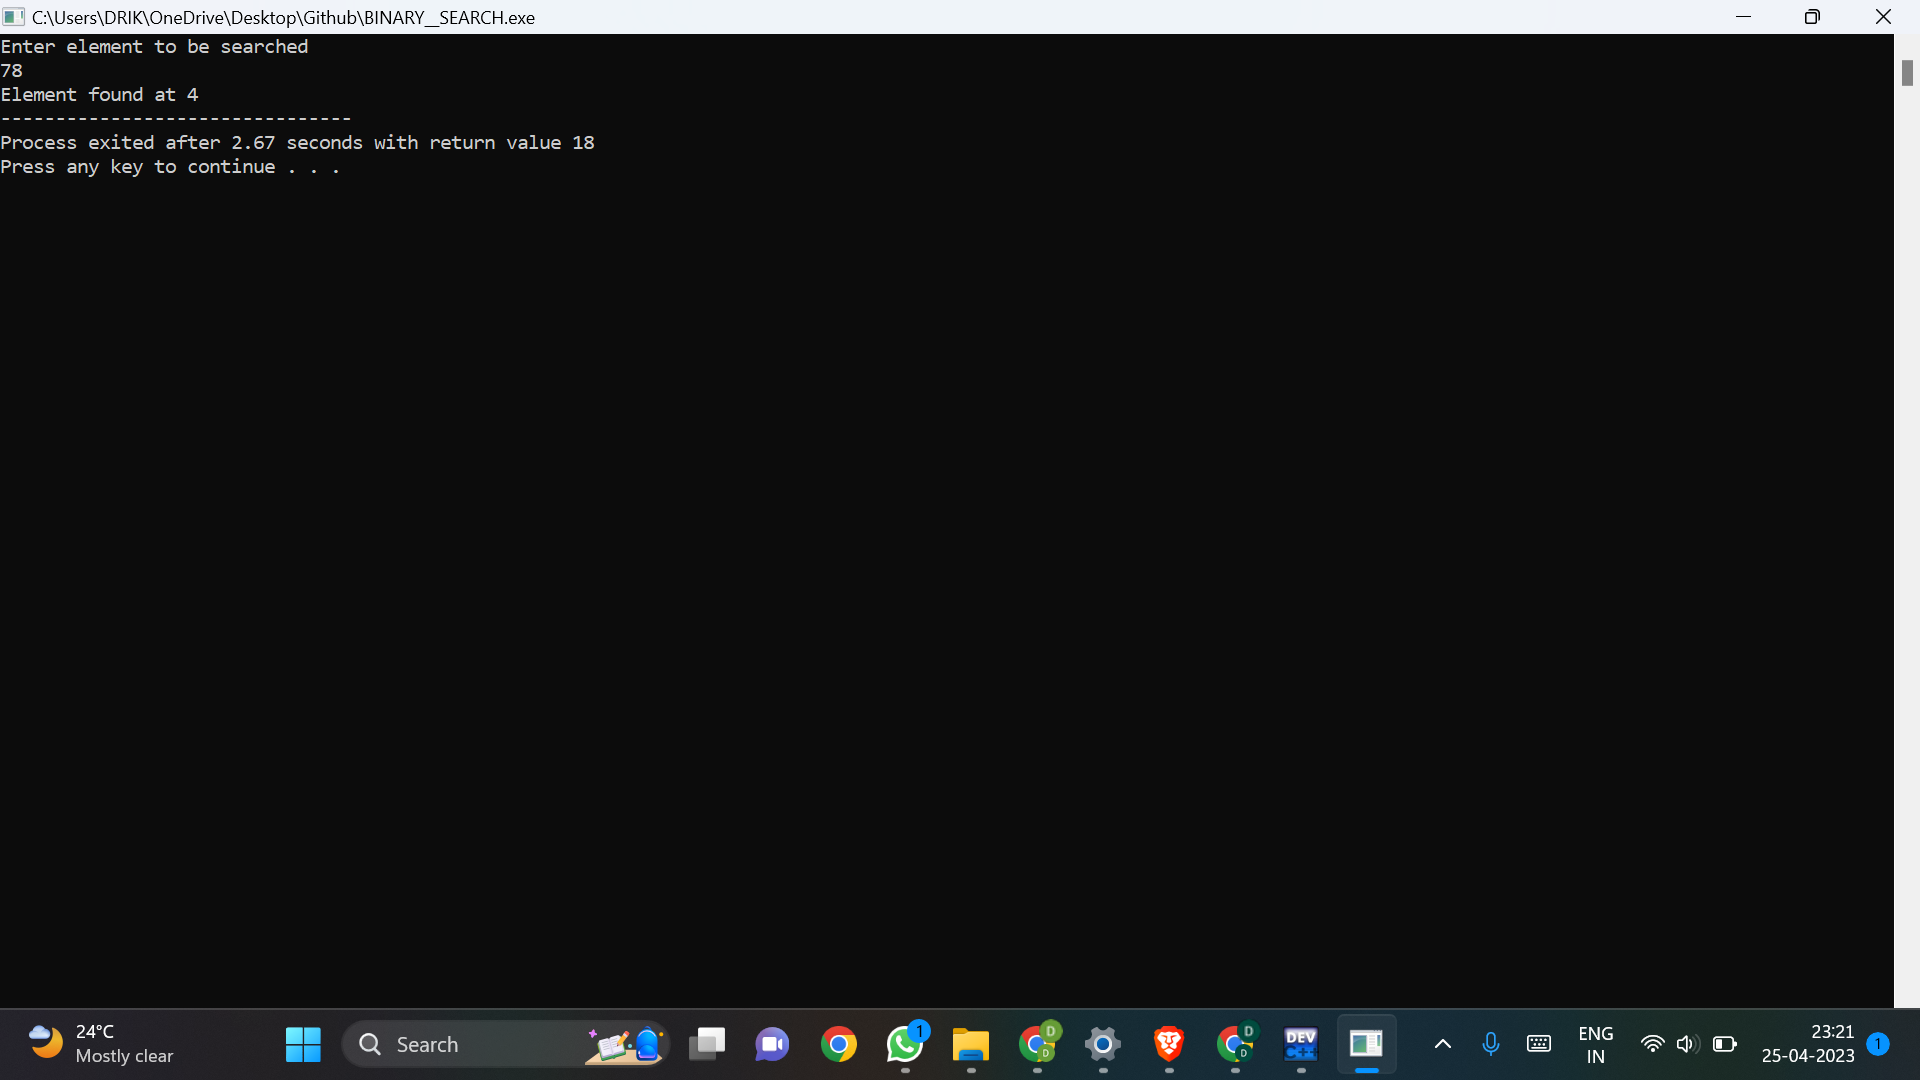 C:\Users\DRIK\OneDrive\Desktop\Github\BINARY__SEARCH.exe
Enter element to be searched
78
Element found at 4
--------------------------------
Process exited after 2.67 seconds with return value 18
Press any key to continue . . .
24°C
Mostly clear
Search
1
D
D
D
D
DEV
C++
ENG
IN
23:21
25-04-2023
1